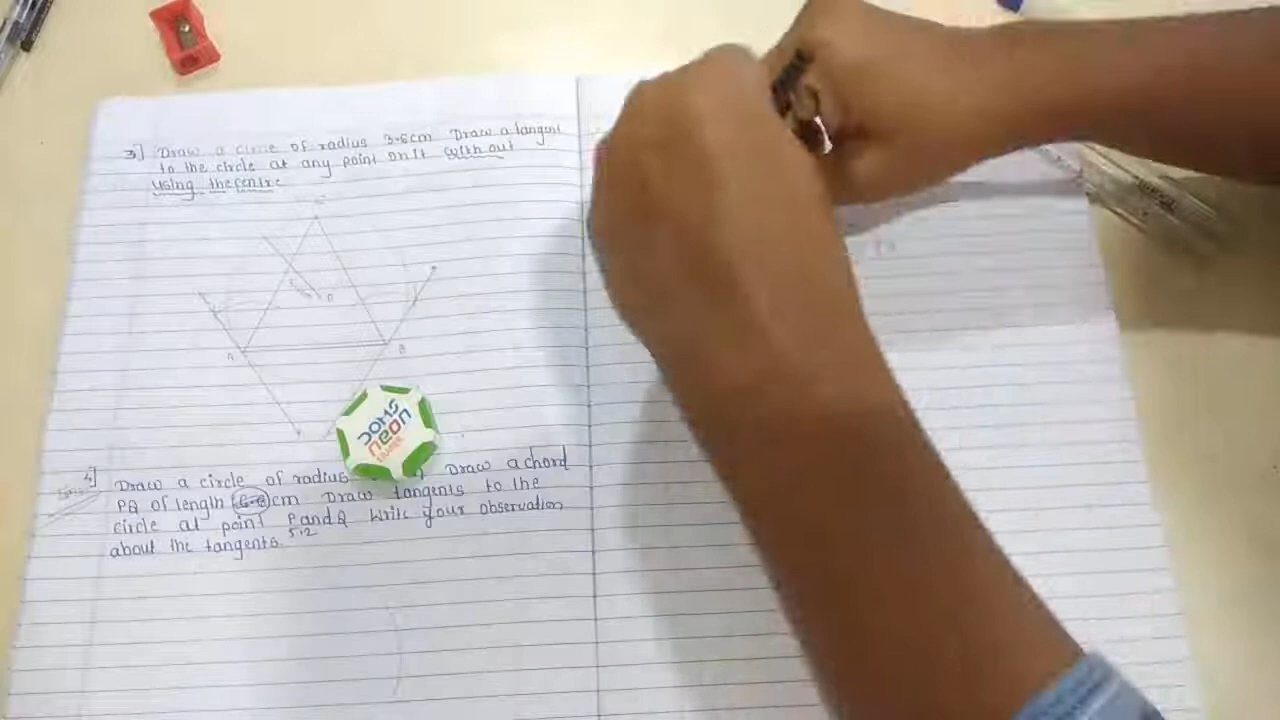 3] Draw a circle of radius 3.6cm Draw a tangent
to the circle at any point on it without
using the centre
C
D
A
B
DOMS
neon
4] Draw a circle of radius Draw a chord
PQ of length cm Draw tangents to the
circle at point P and Q Write your observation
5.2
about the tangents.